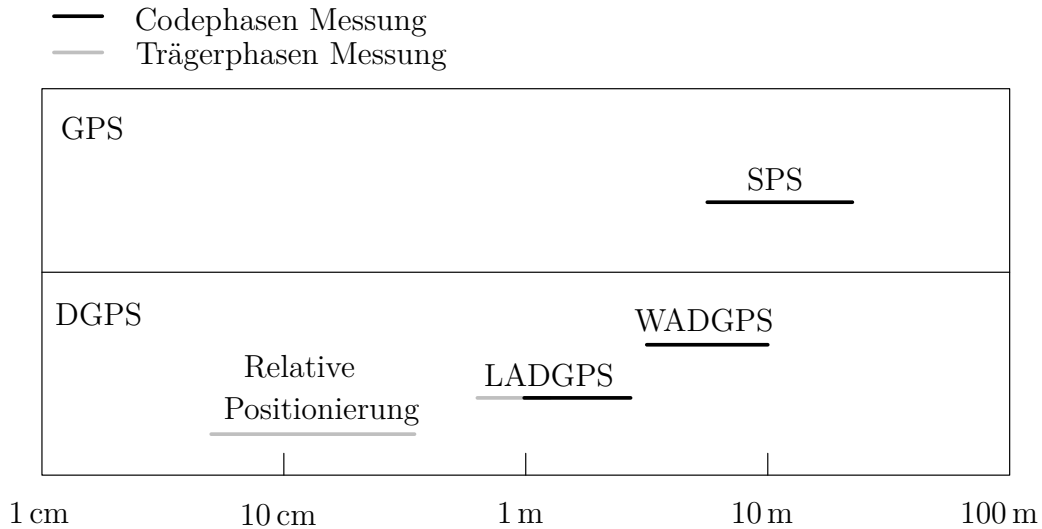 Codephasen Messung
Trägerphasen Messung
GPS
SPS
DGPS
WADGPS
Relative
Positionierung
LADGPS
1 cm
10 cm
1 m
10 m
100 m